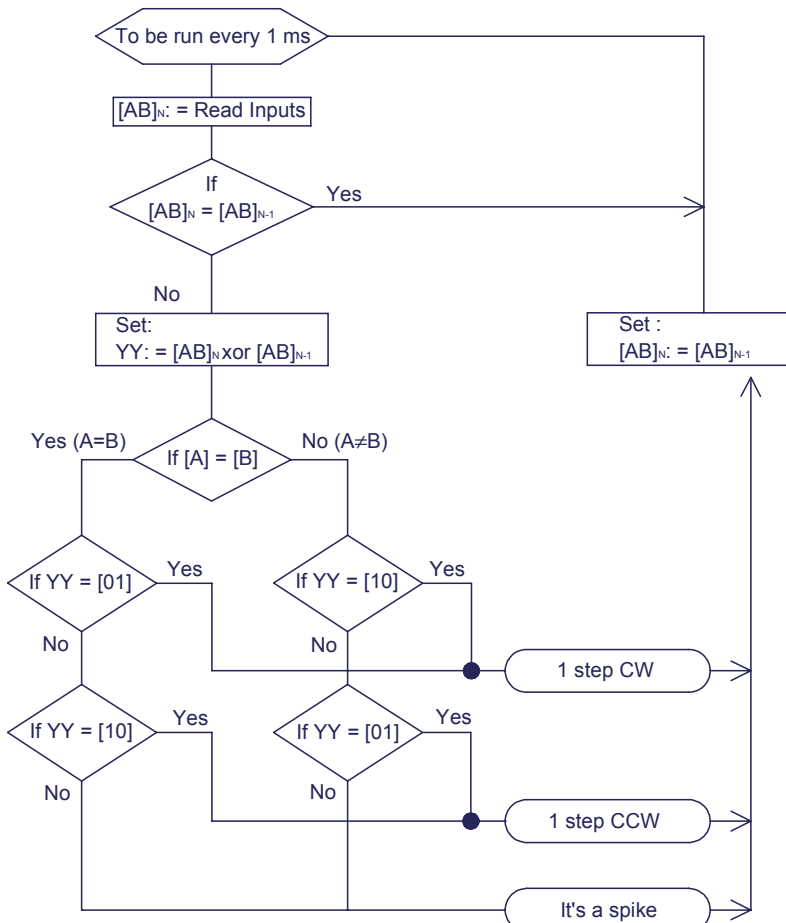 To be run every 1 ms
[AB]N: = Read Inputs
If
[AB]N = [AB]N-1
Yes
No
Set:
YY: = [AB]N xor [AB]N-1
Set :
[AB]N: = [AB]N-1
Yes (A=B)
If [A] = [B]
No (A≠B)
If YY = [01]
Yes
If YY = [10]
Yes
No
No
1 step CW
If YY = [10]
Yes
If YY = [01]
Yes
No
No
1 step CCW
It's a spike